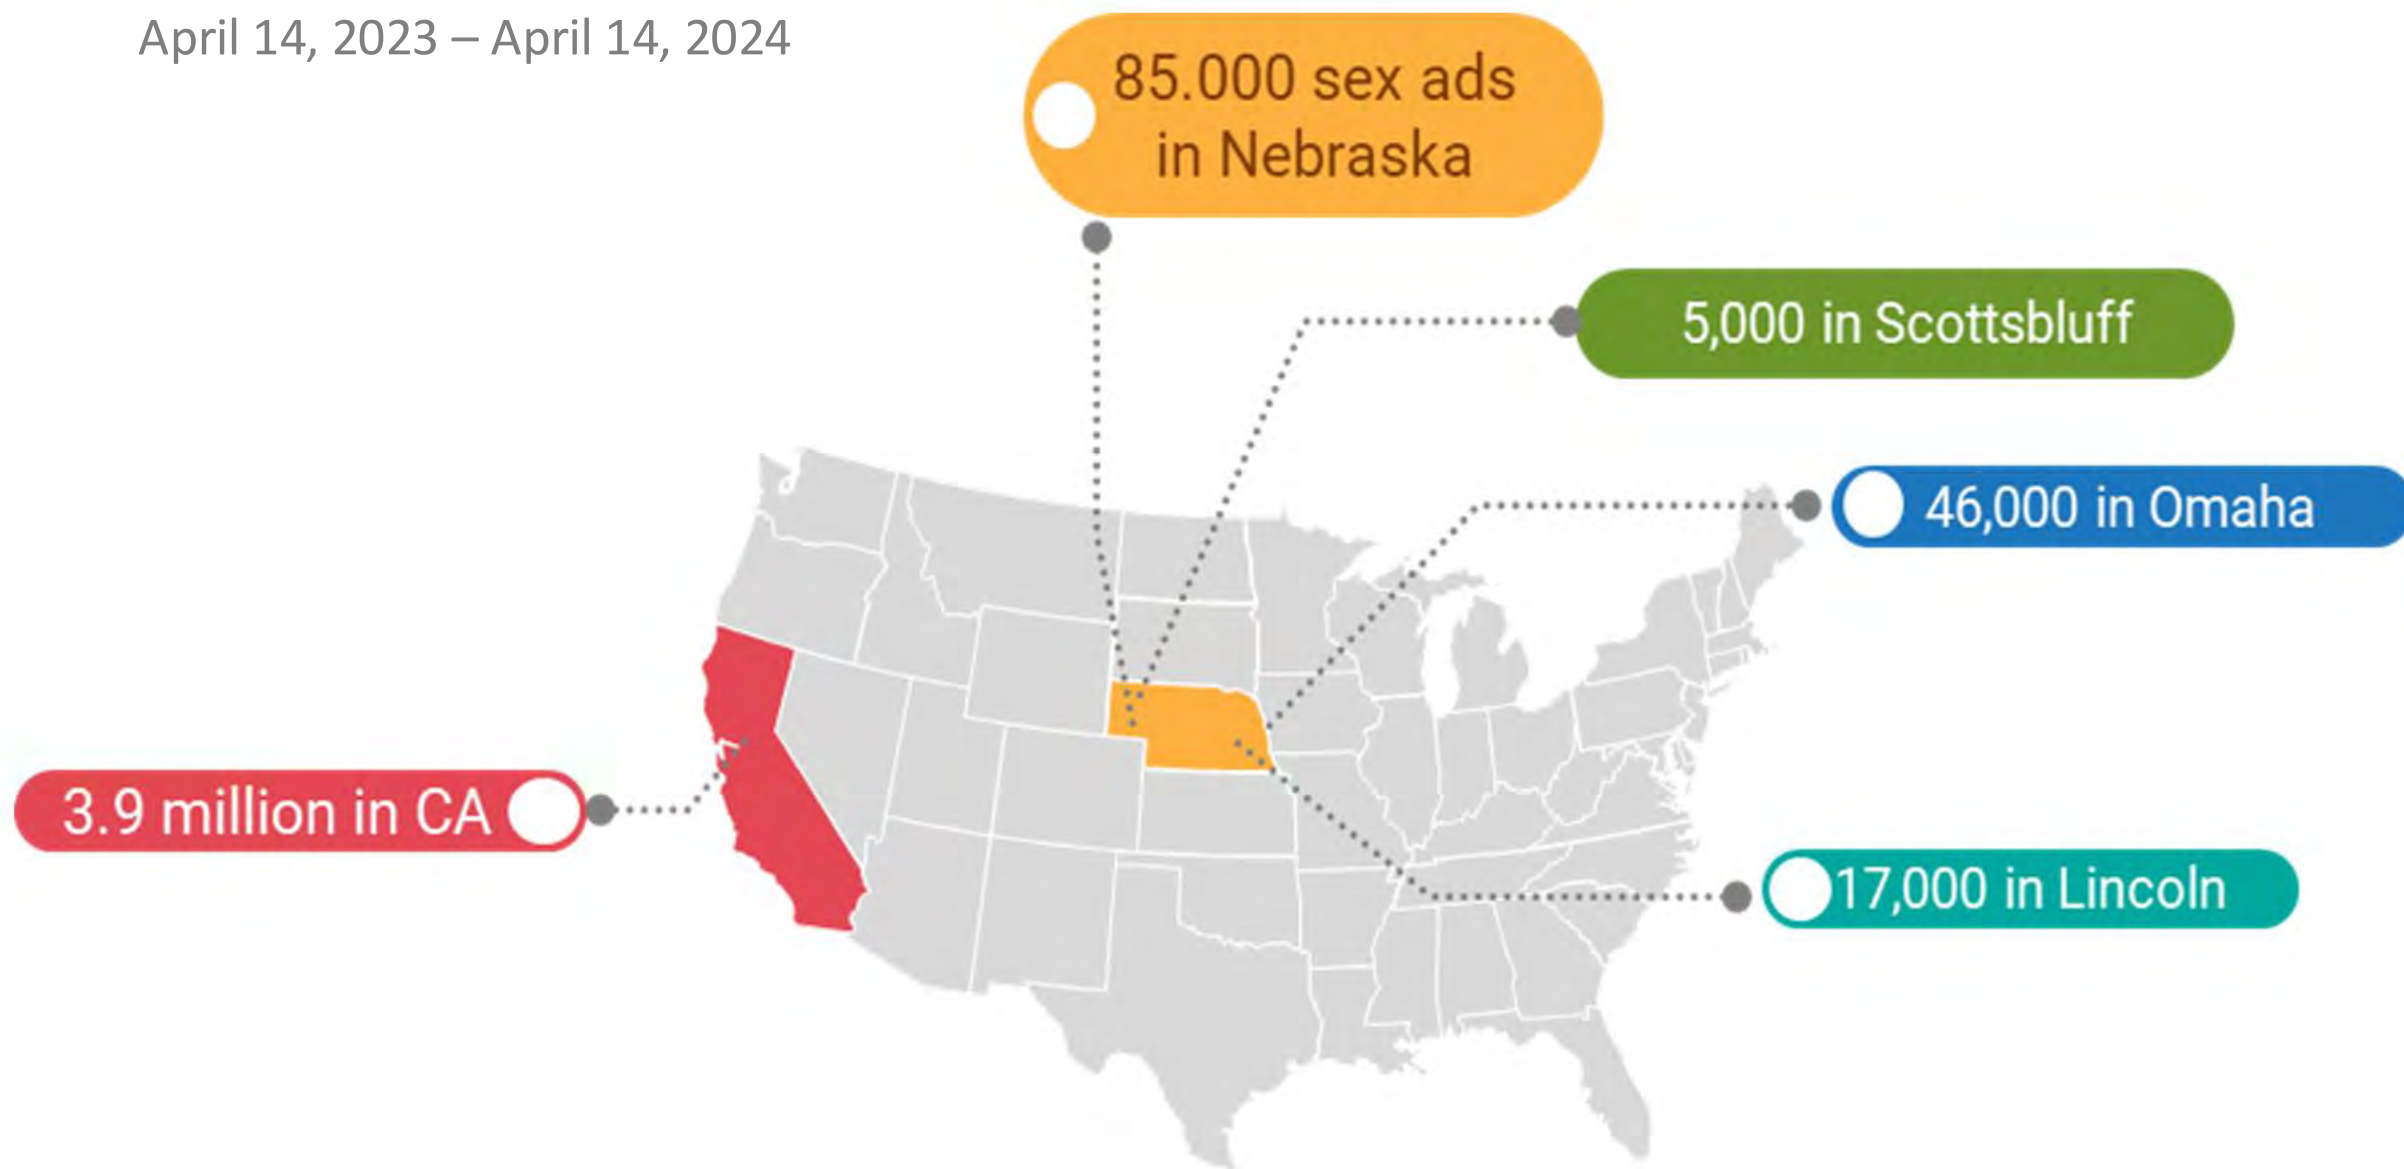 April 14, 2023 – April 14, 2024
85.000 sex ads
in Nebraska
5,000 in Scottsbluff
46,000 in Omaha
3.9 million in CA
17,000 in Lincoln